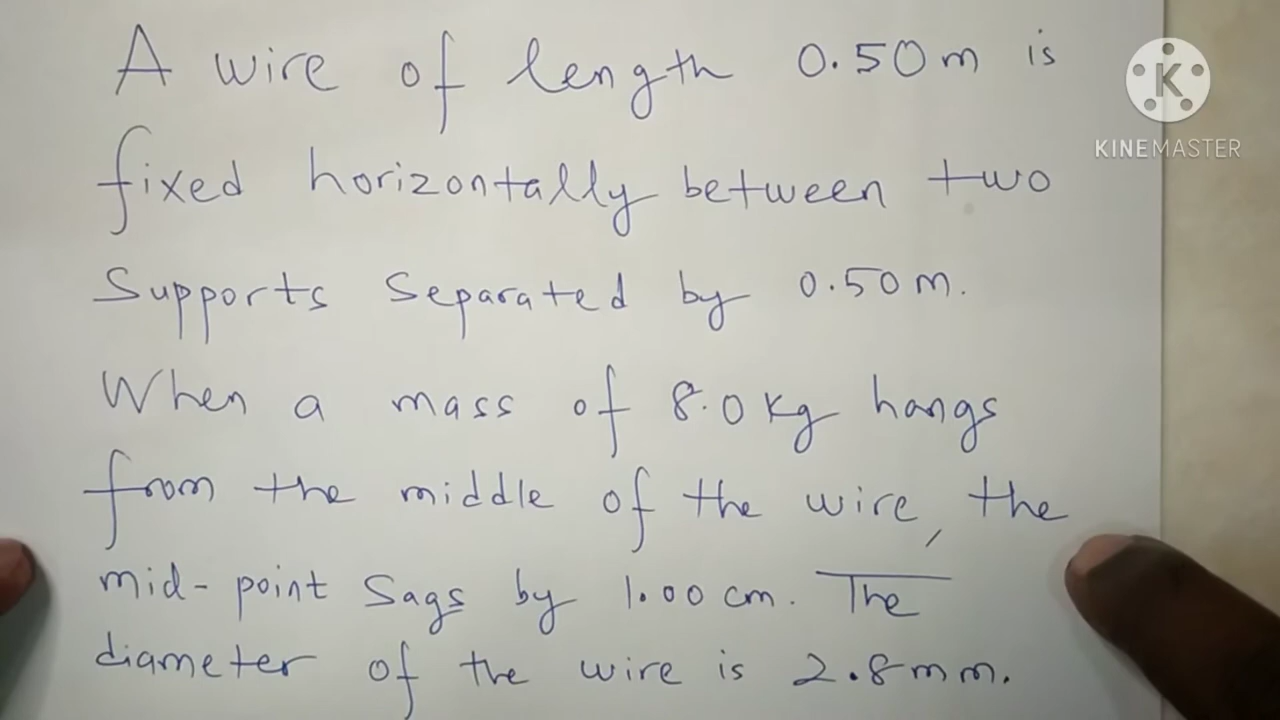 A wire of length 0.50m is
fixed horizontally between two
Supports Separated by 0.50m.
When a mass of 8.0kg hangs
from the middle of the wire, the
mid-point Sags by 1.00 cm. The
diameter of the wire is 2.8mm.
K
KINEMASTER